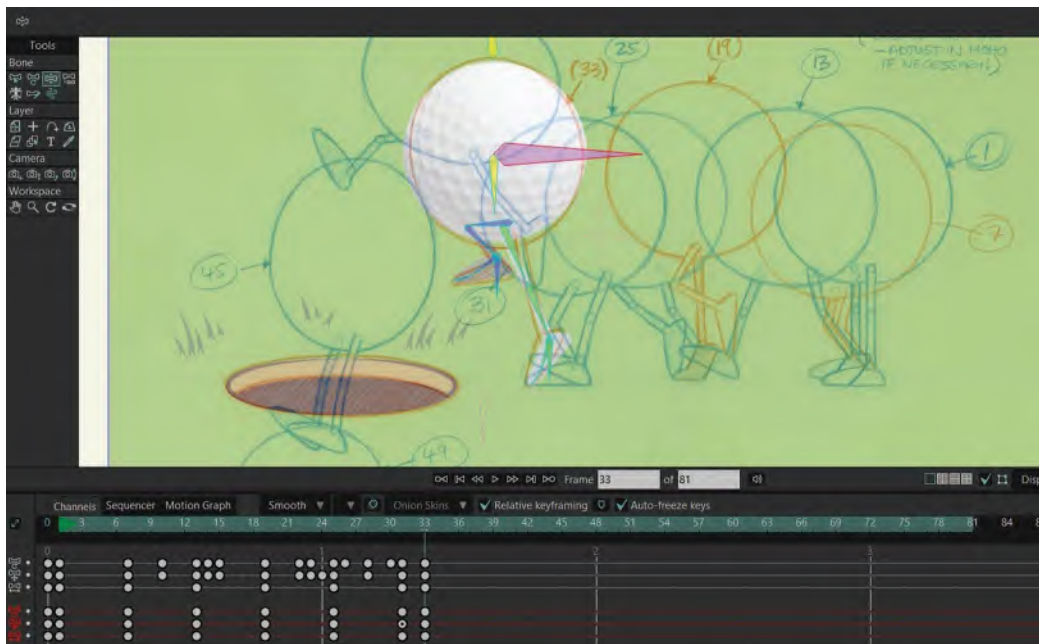 Tools
Bone
Layer
T
Camera
Workspace
25
(19)
(33)
13
- ADJUST IN MOHO
IF NECESSARY)
1
7
45
31
49
Frame 33 of 81
Disp
Channels Sequencer Motion Graph Smooth Onion Skins Relative keyframing Auto-freeze keys
0 3 6 9 12 15 18 21 24 27 30 33 36 39 42 45 48 51 54 57 60 63 66 69 72 75 78 81 84 8
0 1 2 3